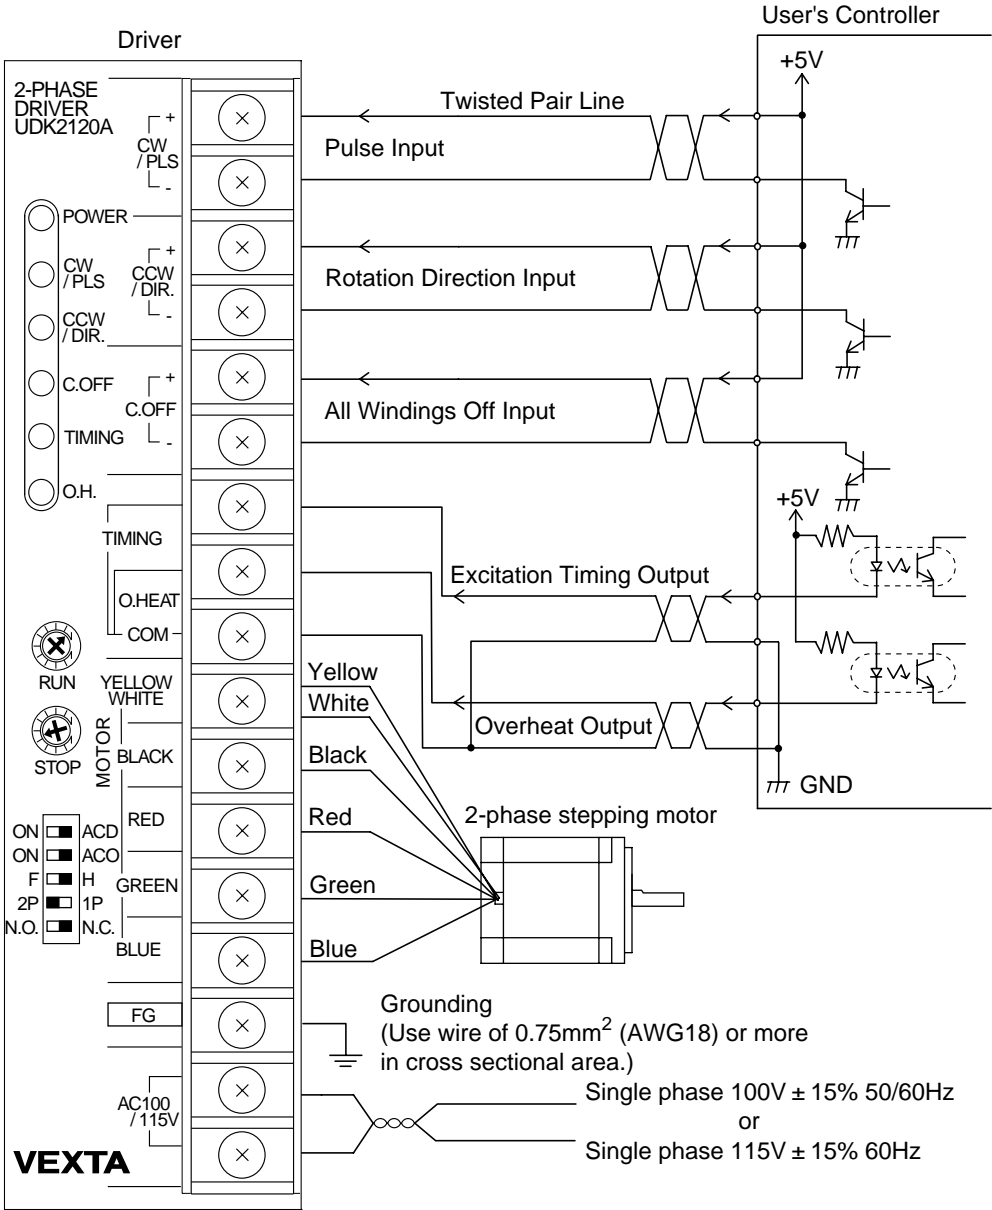 User's Controller
Driver
+5V
2-PHASE
DRIVER
UDK2120A
Twisted Pair Line
+
CW
/ PLS
-
Pulse Input
POWER
CW
/ PLS
+
CCW
/ DIR.
-
Rotation Direction Input
CCW
/ DIR.
C.OFF
+
C.OFF
-
All Windings Off Input
TIMING
O.H.
+5V
TIMING
Excitation Timing Output
O.HEAT
COM
RUN
YELLOW
WHITE
Yellow
White
Overheat Output
STOP
MOTOR
BLACK
Black
GND
RED
Red
2-phase stepping motor
ON ACD
ON ACO
F H
2P 1P
N.O. N.C.
GREEN
Green
BLUE
Blue
FG
Grounding
(Use wire of 0.75mm² (AWG18) or more
in cross sectional area.)
AC100
/ 115V
Single phase 100V ± 15% 50/60Hz
or
Single phase 115V ± 15% 60Hz
VEXTA